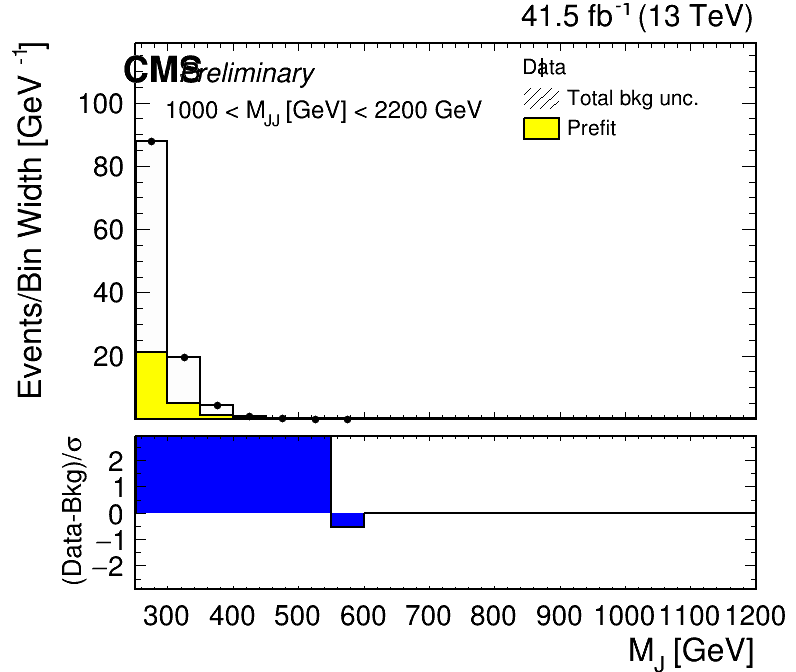 41.5 fb⁻¹ (13 TeV)
CMS Preliminary
Data
1000 < M_JJ [GeV] < 2200 GeV
Total bkg unc.
Prefit
Events/Bin Width [GeV⁻¹]
100
80
60
40
20
(Data-Bkg)/σ
2
1
0
−1
−2
300 400 500 600 700 800 900 1000 1100 1200
M_J [GeV]